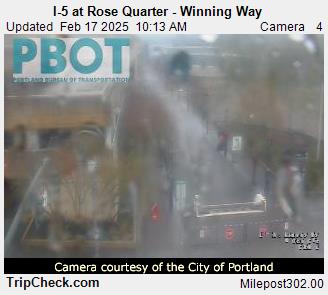 I-5 at Rose Quarter - Winning Way
Updated Feb 17 2025 10:13 AM Camera 4
PBOT
PORTLAND BUREAU OF TRANSPORTATION
Camera courtesy of the City of Portland
TripCheck.com Milepost302.00